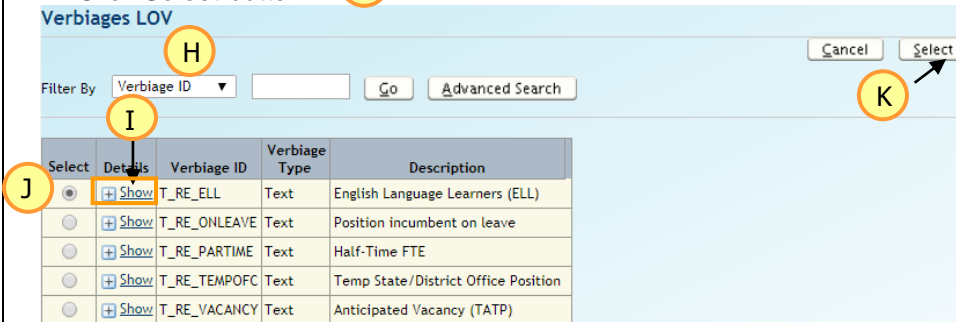 Verbiages LOV
H
Cancel Select
Filter By Verbiage ID ▼ Go Advanced Search
K
I
Select Details Verbiage ID Verbiage Type Description
J
Show T_RE_ELL Text English Language Learners (ELL)
Show T_RE_ONLEAVE Text Position incumbent on leave
Show T_RE_PARTIME Text Half-Time FTE
Show T_RE_TEMPOFC Text Temp State/District Office Position
Show T_RE_VACANCY Text Anticipated Vacancy (TATP)